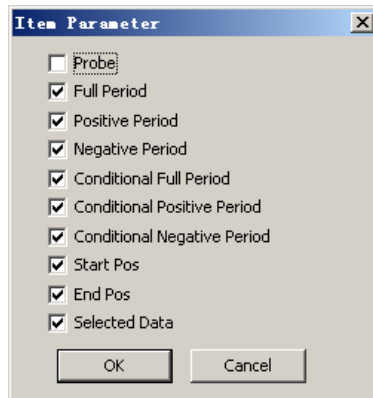 Item Parameter
Probe
Full Period
Positive Period
Negative Period
Conditional Full Period
Conditional Positive Period
Conditional Negative Period
Start Pos
End Pos
Selected Data
OK Cancel